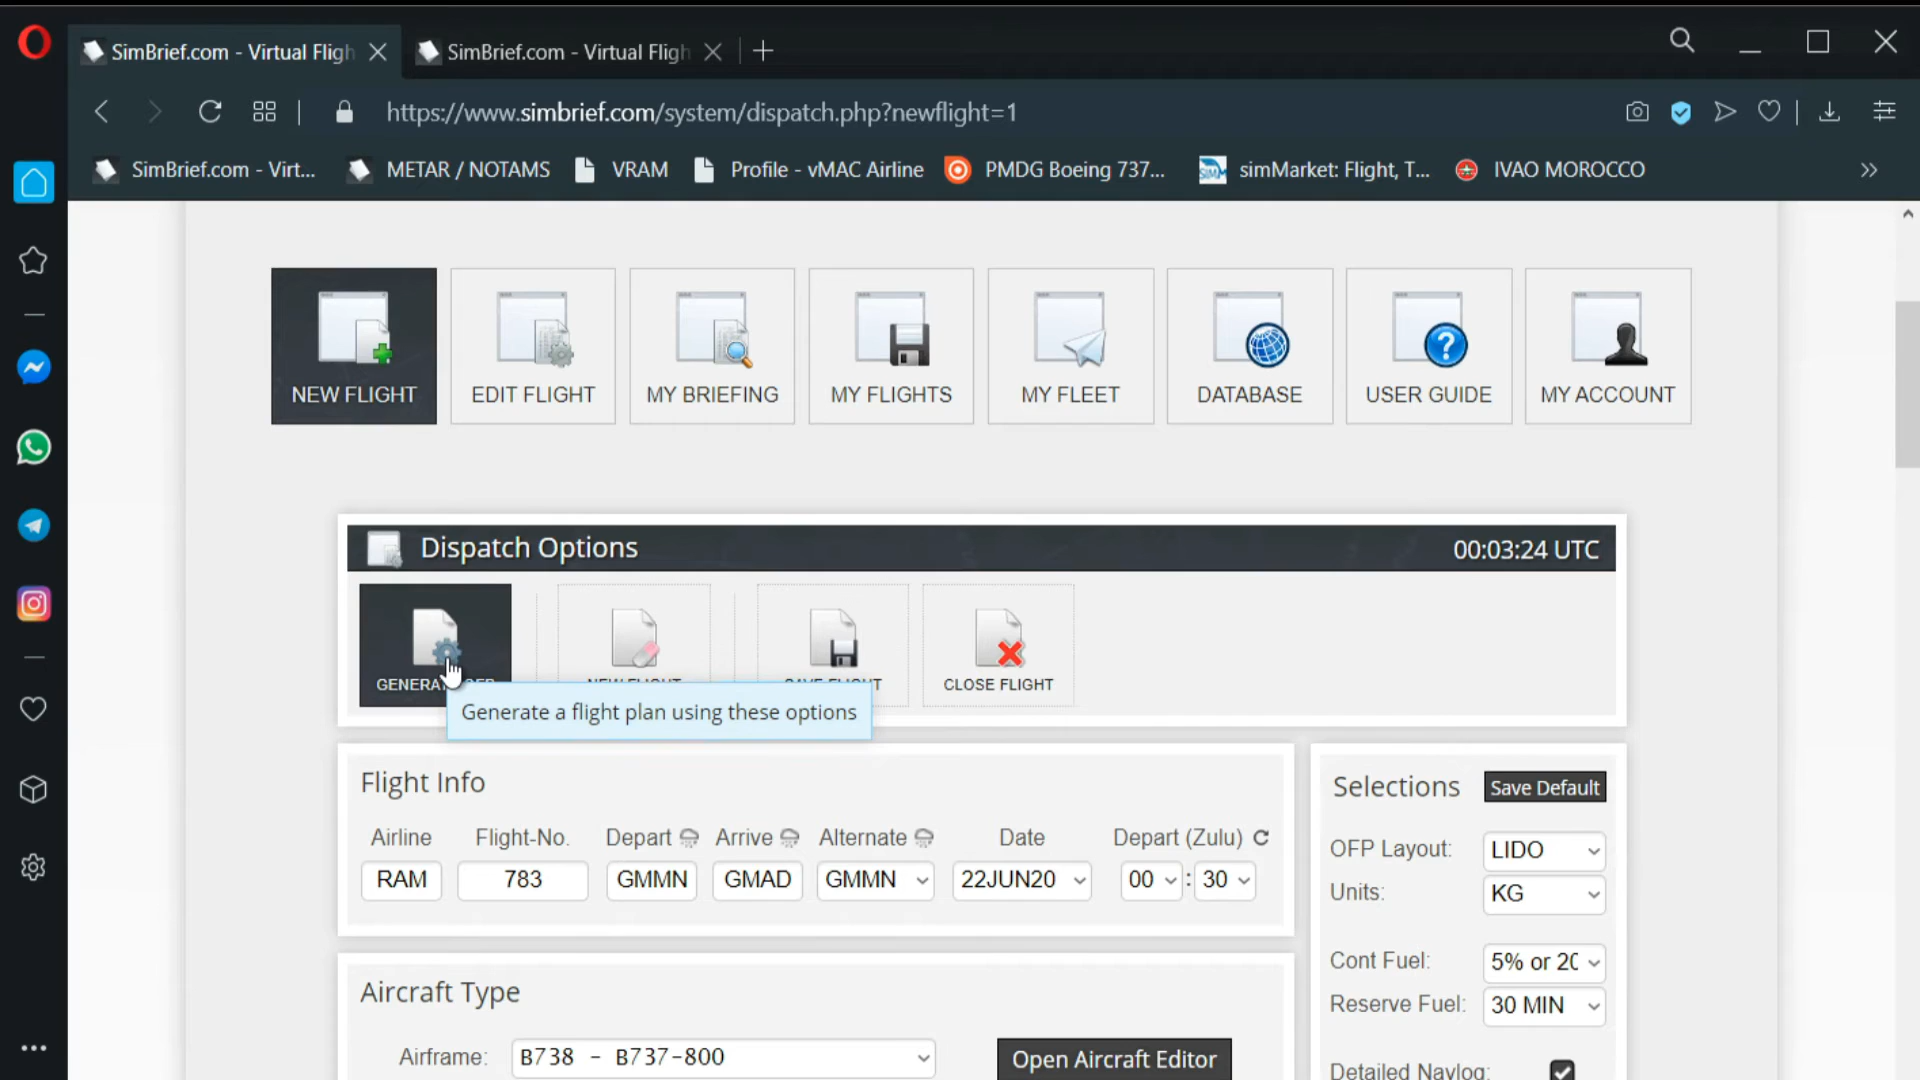 SimBrief.com - Virtual Fligh
SimBrief.com - Virtual Fligh
https://www.simbrief.com/system/dispatch.php?newflight=1
SimBrief.com - Virt...
METAR / NOTAMS
VRAM
Profile - vMAC Airline
PMDG Boeing 737...
simMarket: Flight, T...
IVAO MOROCCO
NEW FLIGHT
EDIT FLIGHT
MY BRIEFING
MY FLIGHTS
MY FLEET
DATABASE
USER GUIDE
MY ACCOUNT
Dispatch Options
00:03:24 UTC
CLOSE FLIGHT
Generate a flight plan using these options
Flight Info
Airline Flight-No. Depart Arrive Alternate Date Depart (Zulu)
RAM 783 GMMN GMAD GMMN 22JUN20 00 : 30
Selections Save Default
OFP Layout: LIDO
Units: KG
Cont Fuel: 5% or 20
Reserve Fuel: 30 MIN
Detailed Navlog:
Aircraft Type
Airframe: B738 - B737-800
Open Aircraft Editor